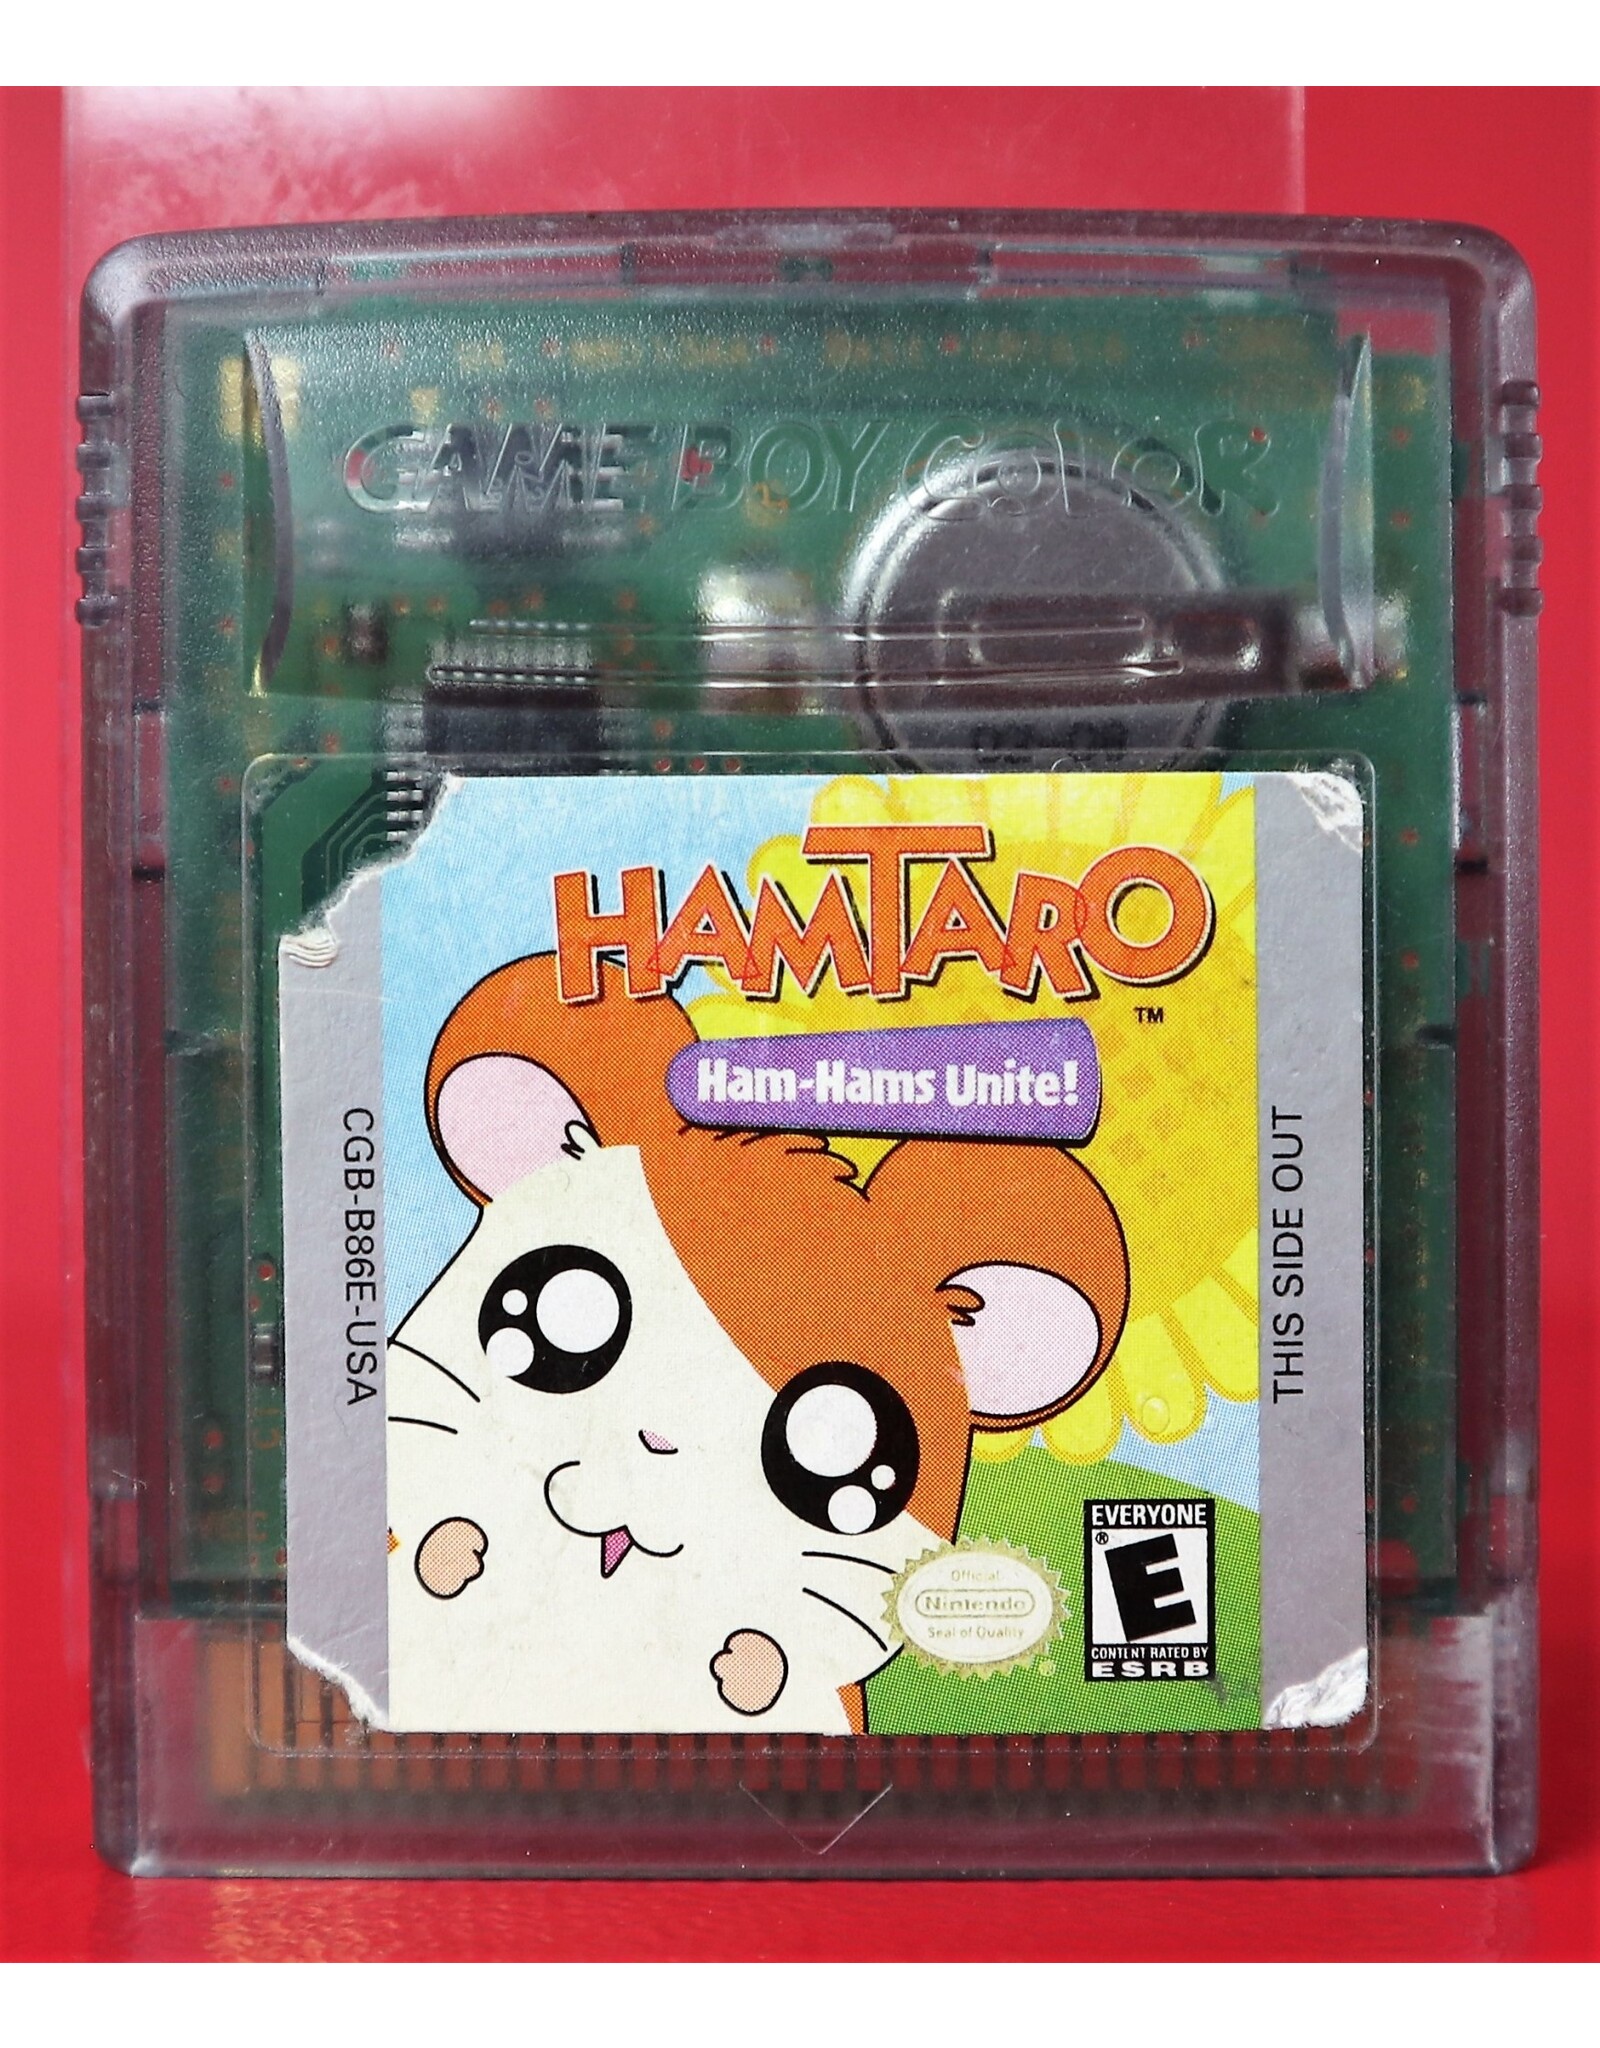 GAME BOY COLOR
HAMTARO
TM
Ham-Hams Unite!
CGB-B86E-USA
THIS SIDE OUT
EVERYONE
®
E
CONTENT RATED BY
ESRB
Official
Nintendo
Seal of Quality